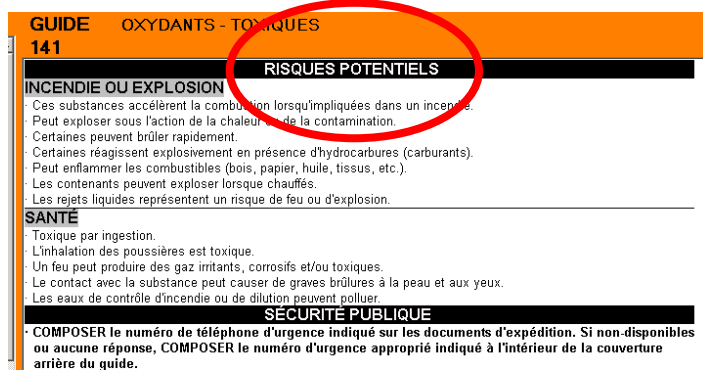 GUIDE OXYDANTS - TOXIQUES
141
RISQUES POTENTIELS
INCENDIE OU EXPLOSION
· Ces substances accélèrent la combustion lorsqu'impliquées dans un incendie.
· Peut exploser sous l'action de la chaleur ou de la contamination.
· Certaines peuvent brûler rapidement.
· Certaines réagissent explosivement en présence d'hydrocarbures (carburants).
· Peut enflammer les combustibles (bois, papier, huile, tissus, etc.).
· Les contenants peuvent exploser lorsque chauffés.
· Les rejets liquides représentent un risque de feu ou d'explosion.
SANTÉ
· Toxique par ingestion.
· L'inhalation des poussières est toxique.
· Un feu peut produire des gaz irritants, corrosifs et/ou toxiques.
· Le contact avec la substance peut causer de graves brûlures à la peau et aux yeux.
· Les eaux de contrôle d'incendie ou de dilution peuvent polluer.
SÉCURITÉ PUBLIQUE
· COMPOSER le numéro de téléphone d'urgence indiqué sur les documents d'expédition. Si non-disponibles
ou aucune réponse, COMPOSER le numéro d'urgence approprié indiqué à l'intérieur de la couverture
arrière du guide.